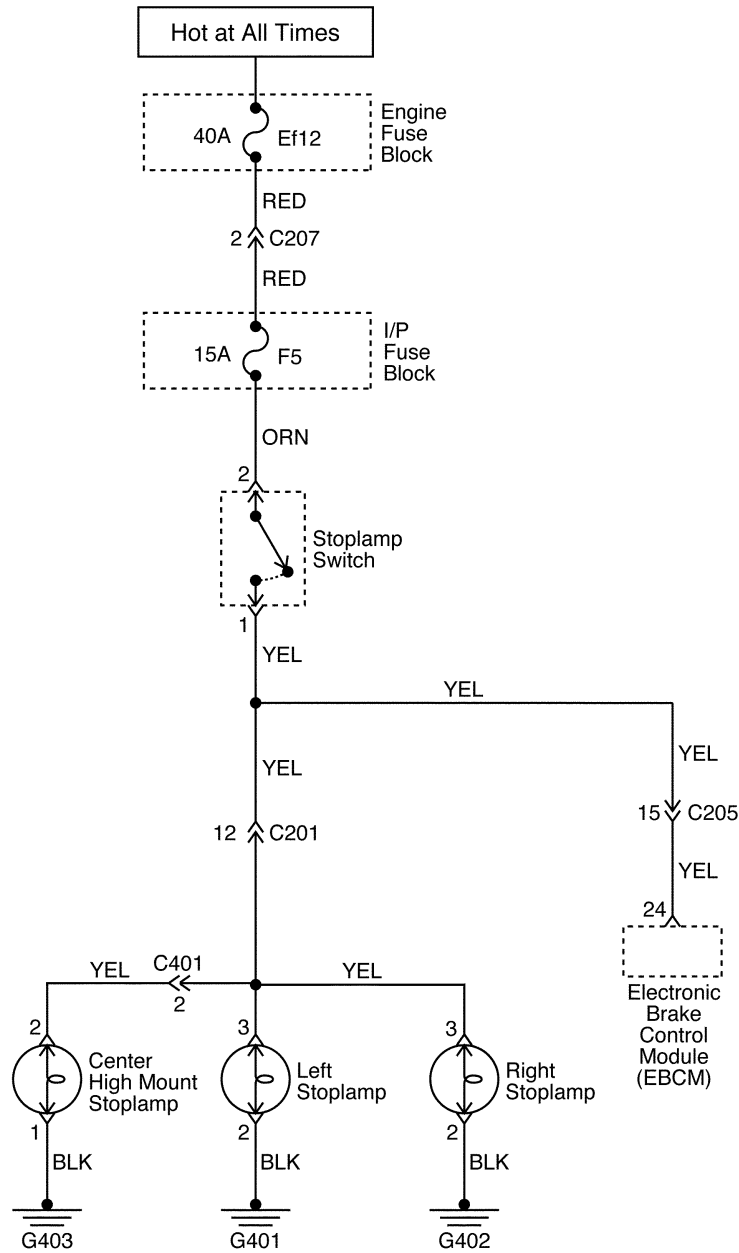 Hot at All Times
40A Ef12
Engine
Fuse
Block
RED
2 C207
RED
15A F5
I/P
Fuse
Block
ORN
2
Stoplamp
Switch
1
YEL
YEL
YEL
YEL
12 C201
15 C205
YEL
24
Electronic
Brake
Control
Module
(EBCM)
YEL
C401
2
YEL
2
Center
High Mount
Stoplamp
1
3
Left
Stoplamp
2
3
Right
Stoplamp
2
BLK
BLK
BLK
G403
G401
G402